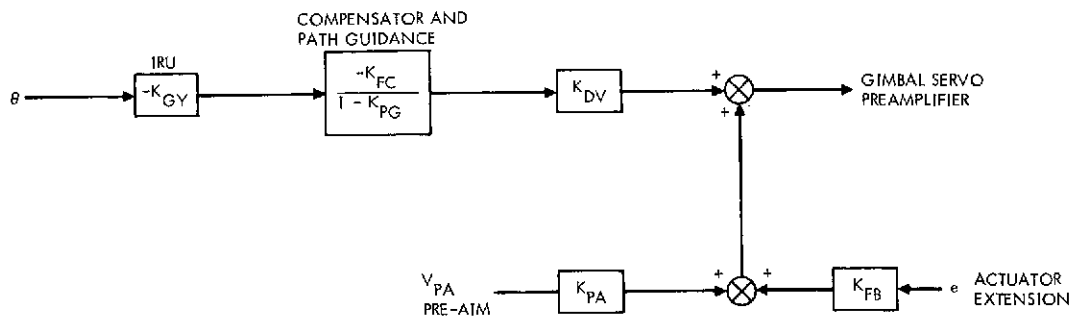 COMPENSATOR AND
PATH GUIDANCE
IRU
θ
-K_GY
-K_FC
1 - K_PG
K_DV
+
+
GIMBAL SERVO
PREAMPLIFIER
V_PA
PRE-AIM
K_PA
+
+
K_FB
e
ACTUATOR
EXTENSION